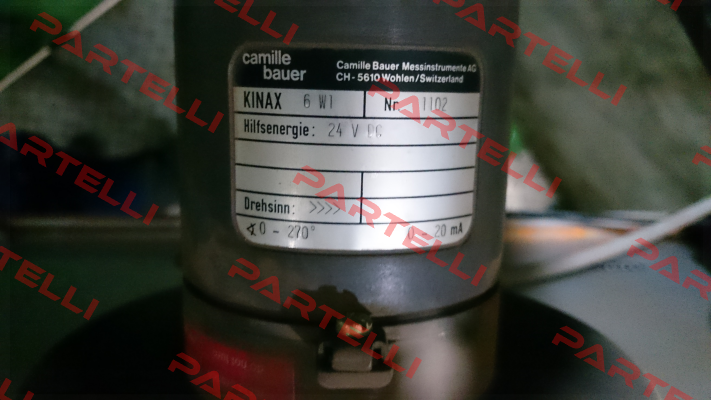 camille
bauer
Camille Bauer Messinstrumente AG
CH - 5610 Wohlen/Switzerland
KINAX 6 W1 Nr. 1102
Hilfsenergie: 24 V DC
Drehsinn: >>>>
∢ 0 - 270° 0 - 20 mA
PARTELLI
PARTELLI
PARTELLI
PARTELLI
PARTELLI
PARTELLI
PARTELLI
PARTELLI